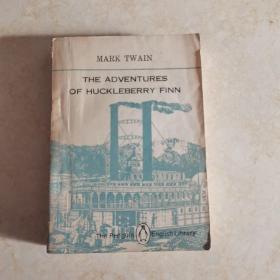 MARK TWAIN
THE ADVENTURES
OF HUCKLEBERRY FINN
The Penguin English Library